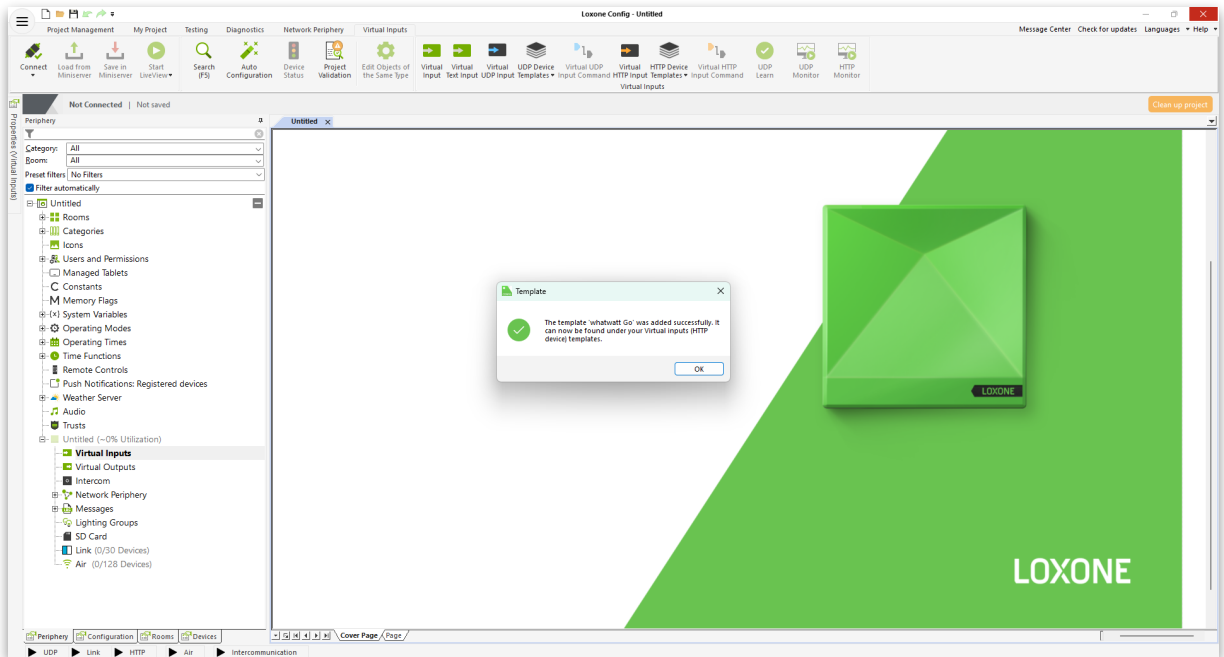 Loxone Config - Untitled
Project Management My Project Testing Diagnostics Network Periphery Virtual Inputs
Message Center Check for updates Languages Help
Connect
Load from Miniserver
Save in Miniserver
Start LiveView
Search (F5)
Auto Configuration
Device Status
Project Validation
Edit Objects of the Same Type
Virtual Input
Virtual Text Input
Virtual UDP Input
UDP Device Templates
Virtual UDP Input Command
Virtual HTTP Input
HTTP Device Templates
Virtual HTTP Input Command
UDP Learn
UDP Monitor
HTTP Monitor
Virtual Inputs
Not Connected | Not saved
Clean up project
Properties (Virtual Inputs)
Periphery
Untitled x
Category: All
Room: All
Preset filters No Filters
Filter automatically
Untitled
Rooms
Categories
Icons
Users and Permissions
Managed Tablets
C Constants
M Memory Flags
{x} System Variables
Operating Modes
Operating Times
Time Functions
Remote Controls
Push Notifications: Registered devices
Weather Server
Audio
Trusts
Untitled (~0% Utilization)
Virtual Inputs
Virtual Outputs
Intercom
Network Periphery
Messages
Lighting Groups
SD Card
Link (0/30 Devices)
Air (0/128 Devices)
Template
The template 'whatwatt Go' was added successfully. It
can now be found under your Virtual inputs (HTTP
device) templates.
OK
LOXONE
LOXONE
Periphery Configuration Rooms Devices
Cover Page Page
UDP Link HTTP Air Intercommunication